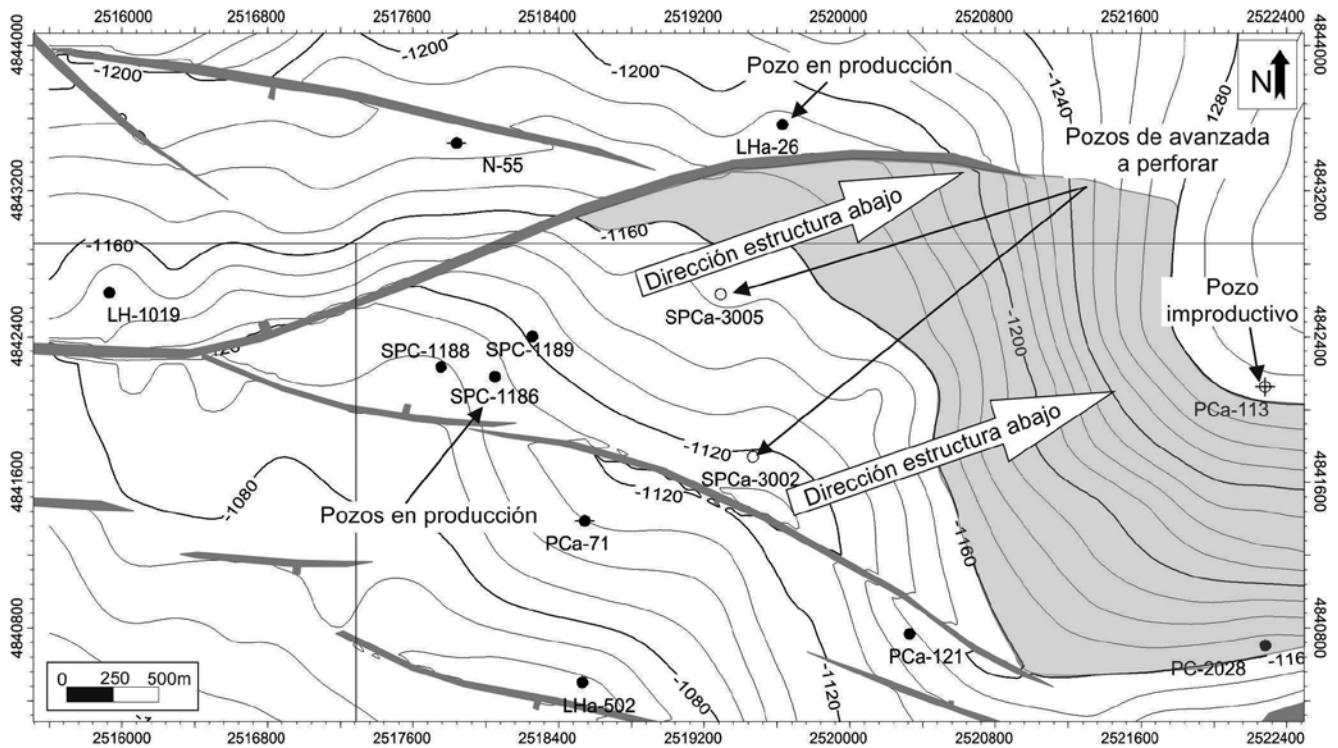 2516000 2516800 2517600 2518400 2519200 2520000 2520800 2521600 2522400
4844000
4844000
-1200
-1200
-1200
-1240
1280
N
Pozo en producción
LHa-26
N-55
Pozos de avanzada
a perforar
4843200
4843200
-1160
-1160
Dirección estructura abajo
LH-1019
SPCa-3005
Pozo
improductivo
4842400
4842400
SPC-1188
SPC-1189
SPC-1186
-1200
PCa-113
-1120
SPCa-3002
Dirección estructura abajo
4841600
4841600
-1080
-1120
Pozos en producción
PCa-71
-1160
4840800
4840800
PCa-121
PC-2028
-116
0 250 500m
LHa-502
-1080
-1120
2516000 2516800 2517600 2518400 2519200 2520000 2520800 2521600 2522400